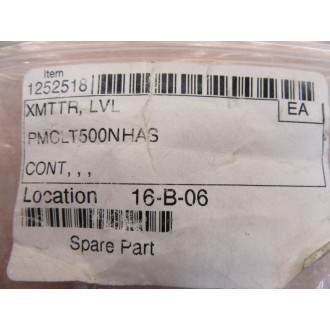 Item
1252518
XMTTR, LVL
EA
PMCLT500NHAS
CONT, , ,
Location 16-B-06
Spare Part